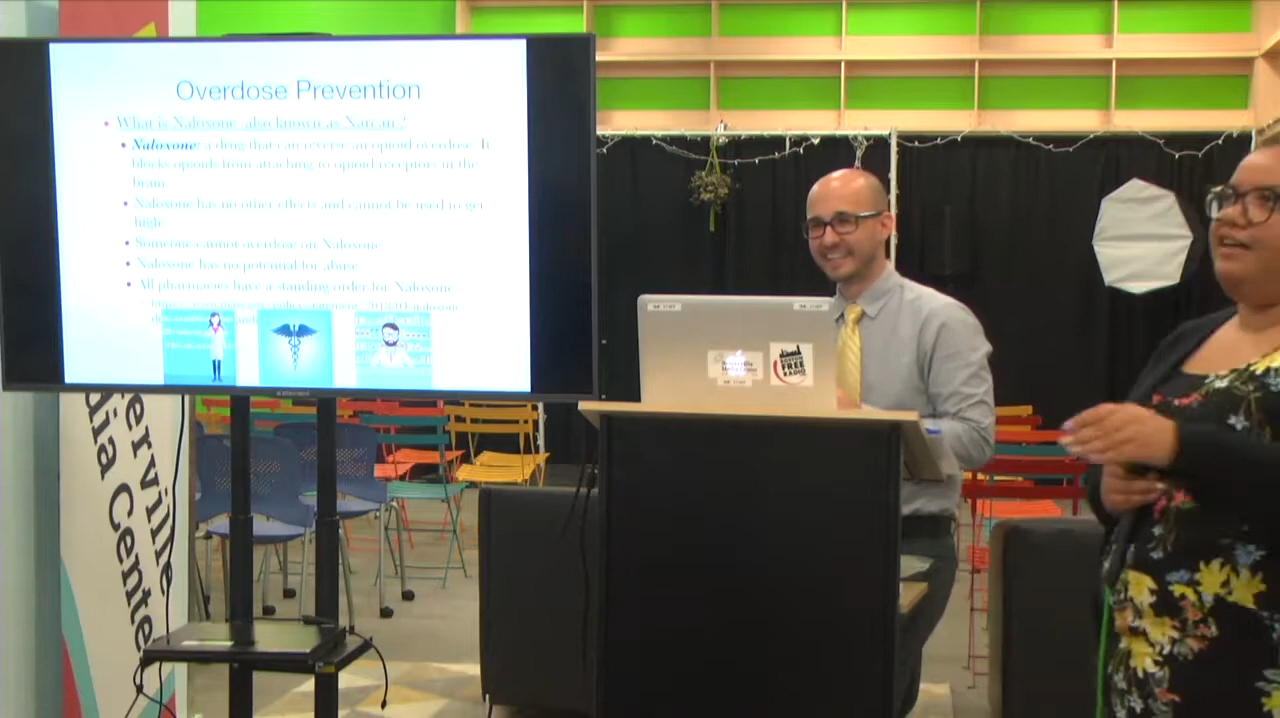 Overdose Prevention
What is Naloxone, also known as Narcan?
Naloxone: a drug that can reverse an opioid overdose. It
blocks opioids from attaching to opioid receptors in the
brain
Naloxone has no other effects and cannot be used to get
high
Someone cannot overdose on Naloxone
Naloxone has no potential for abuse
All pharmacies have a standing order for Naloxone
BOSTON
FREE
RADIO
erville
dia Center